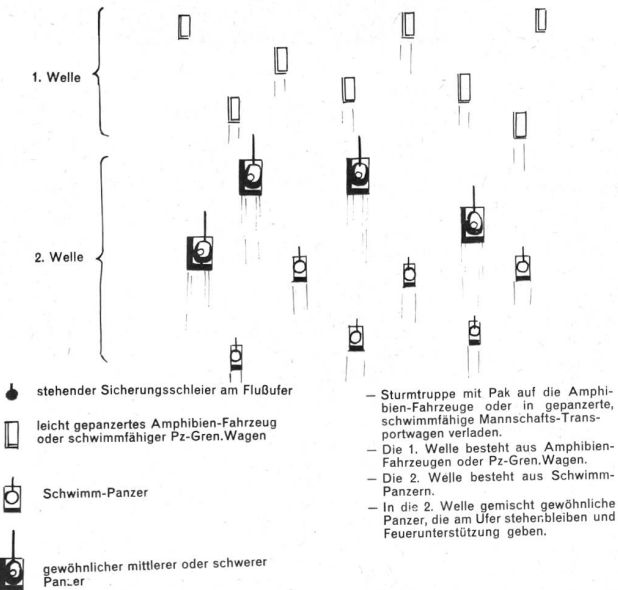 1. Welle
2. Welle
stehender Sicherungsschleier am Flußufer
leicht gepanzertes Amphibien-Fahrzeug
oder schwimmfähiger Pz-Gren.Wagen
Schwimm-Panzer
gewöhnlicher mittlerer oder schwerer
Panzer
— Sturmtruppe mit Pak auf die Amphi-
bien-Fahrzeuge oder in gepanzerte,
schwimmfähige Mannschafts-Trans-
portwagen verladen.
— Die 1. Welle besteht aus Amphibien-
Fahrzeugen oder Pz-Gren.Wagen.
— Die 2. Welle besteht aus Schwimm-
Panzern.
— In die 2. Welle gemischt gewöhnliche
Panzer, die am Ufer stehenbleiben und
Feuerunterstützung geben.